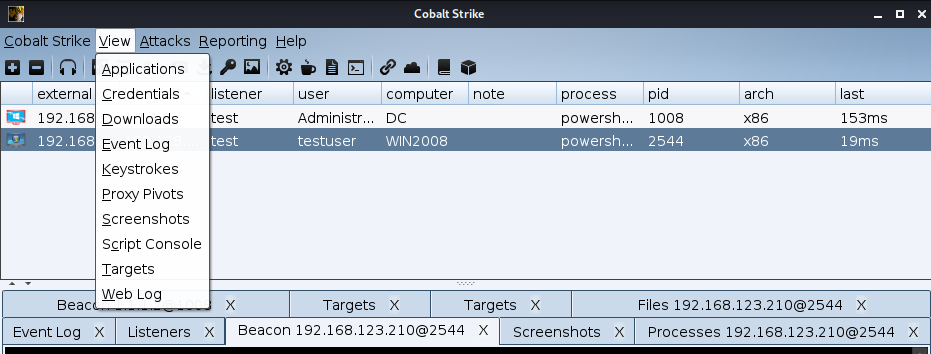 Cobalt Strike
Cobalt Strike View Attacks Reporting Help
Applications
Credentials
Downloads
Event Log
Keystrokes
Proxy Pivots
Screenshots
Script Console
Targets
Web Log
external listener user computer note process pid arch last
192.168 test Administr... DC powersh... 1008 x86 153ms
192.168 test testuser WIN2008 powersh... 2544 x86 19ms
Beacon X Targets X Targets X Files 192.168.123.210@2544 X
Event Log X Listeners X Beacon 192.168.123.210@2544 X Screenshots X Processes 192.168.123.210@2544 X